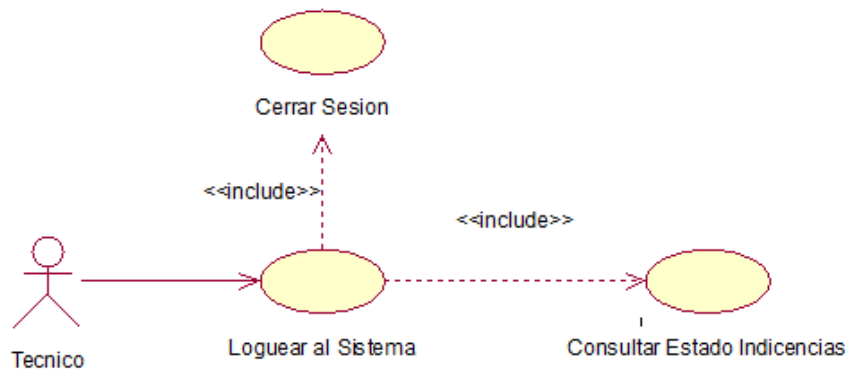 Cerrar Sesion
<<include>>
<<include>>
Tecnico
Loguear al Sistema
Consultar Estado Indicencias